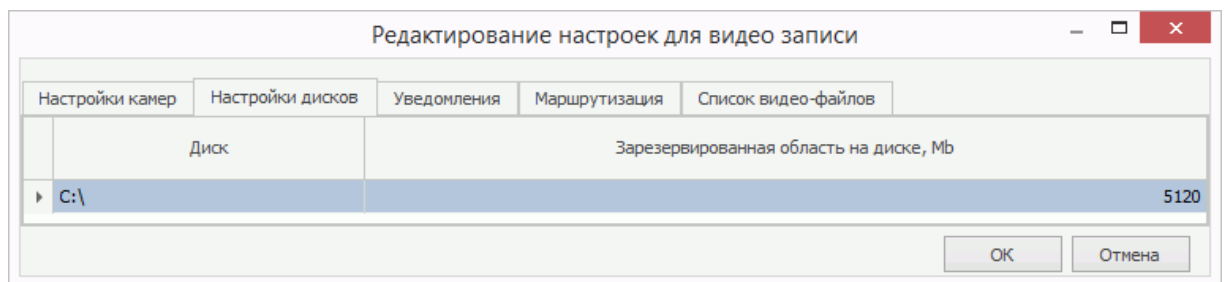 Редактирование настроек для видео записи
Настройки камер Настройки дисков Уведомления Маршрутизация Список видео-файлов
Диск Зарезервированная область на диске, Mb
C:\ 5120
ОК Отмена